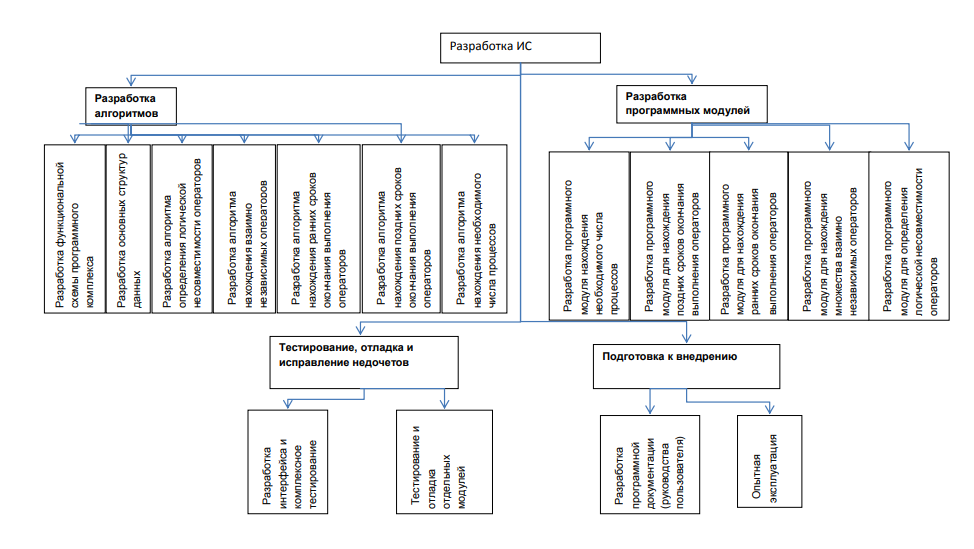 Разработка ИС
Разработка
алгоритмов
Разработка
программных модулей
Разработка функциональной
схемы программного
комплекса
Разработка основных структур
данных
Разработка алгоритма
определения логической
несовместимости операторов
Разработка алгоритма
нахождения взаимно
независимых операторов
Разработка алгоритма
нахождения ранних сроков
окончания выполнения
операторов
Разработка алгоритма
нахождения поздних сроков
окончания выполнения
операторов
Разработка алгоритма
нахождения необходимого
числа процессов
Разработка программного
модуля нахождения
необходимого числа
процессов
Разработка программного
модуля для нахождения
поздних сроков окончания
выполнения операторов
Разработка программного
модуля для нахождения
ранних сроков окончания
выполнения операторов
Разработка программного
модуля для нахождения
множества взаимно
независимых операторов
Разработка программного
модуля для определения
логической несовместимости
операторов
Тестирование, отладка и
исправление недочетов
Подготовка к внедрению
Разработка
интерфейса и
комплексное
тестирование
Тестирование и
отладка
отдельных
модулей
Разработка
программной
документации
(руководства
пользователя)
Опытная
эксплуатация